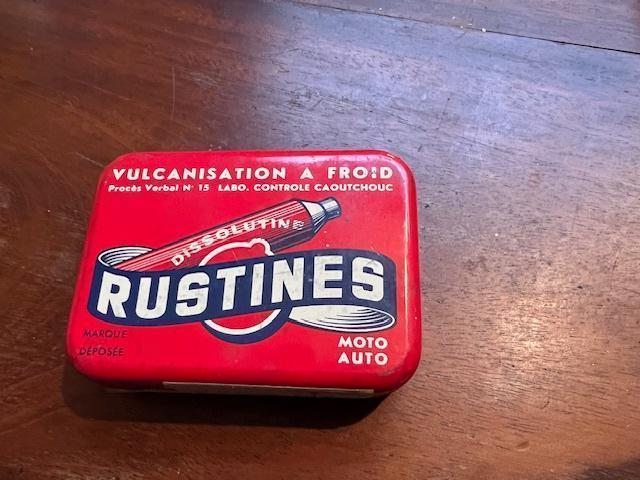 VULCANISATION A FROID
Procès Verbal N° 15 LABO. CONTROLE CAOUTCHOUC
DISSOLUTINE
RUSTINES
MARQUE
DÉPOSÉE
MOTO
AUTO